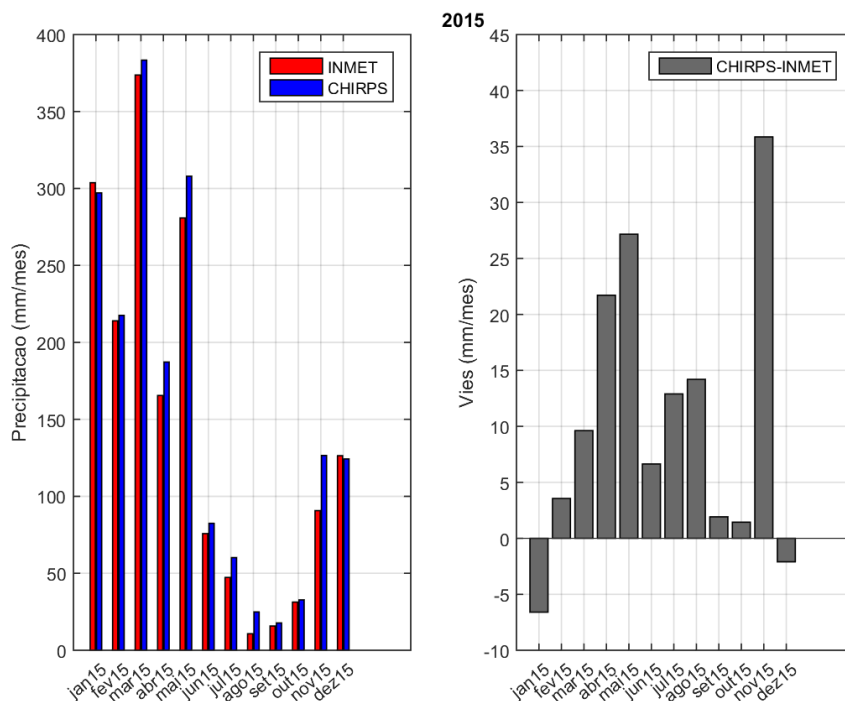 2015
400
350
300
250
200
150
100
50
0
Precipitacao (mm/mes)
INMET
CHIRPS
jan15
fev15
mar15
abr15
mai15
jun15
jul15
ago15
set15
out15
nov15
dez15
45
40
35
30
25
20
15
10
5
0
-5
-10
Vies (mm/mes)
CHIRPS-INMET
jan15
fev15
mar15
abr15
mai15
jun15
jul15
ago15
set15
out15
nov15
dez15